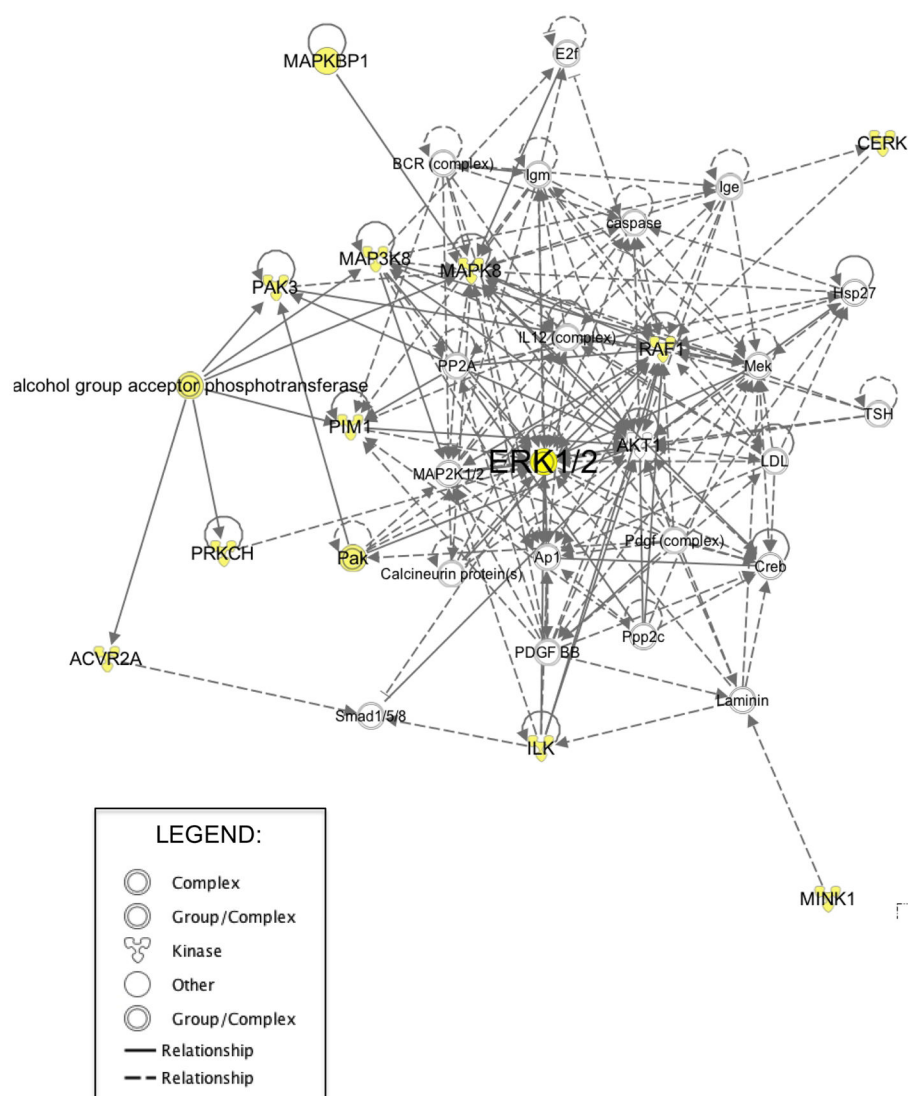 E2f
MAPKBP1
CERK
BCR (complex)
Igm
Ige
caspase
MAP3K8
MAPK8
PAK3
Hsp27
IL12 (complex)
RAF1
PP2A
Mek
alcohol group acceptor phosphotransferase
TSH
PIM1
AKT1
ERK1/2
LDL
MAP2K1/2
Pdgf (complex)
PRKCH
Pak
Ap1
Creb
Calcineurin protein(s)
Ppp2c
PDGF BB
ACVR2A
Laminin
Smad1/5/8
ILK
LEGEND:
Complex
Group/Complex
Kinase
Other
Group/Complex
Relationship
Relationship
MINK1